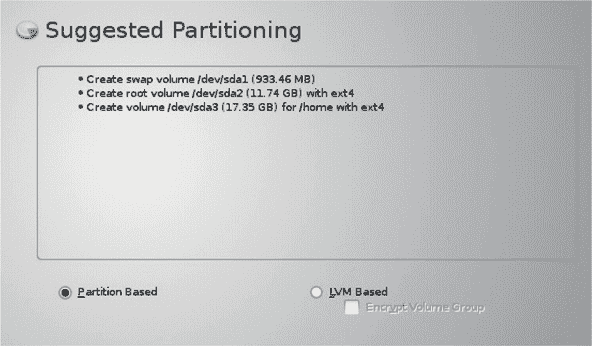 Suggested Partitioning
• Create swap volume /dev/sda1 (933.46 MB)
• Create root volume /dev/sda2 (11.74 GB) with ext4
• Create volume /dev/sda3 (17.35 GB) for /home with ext4
Partition Based
LVM Based
Encrypt Volume Group